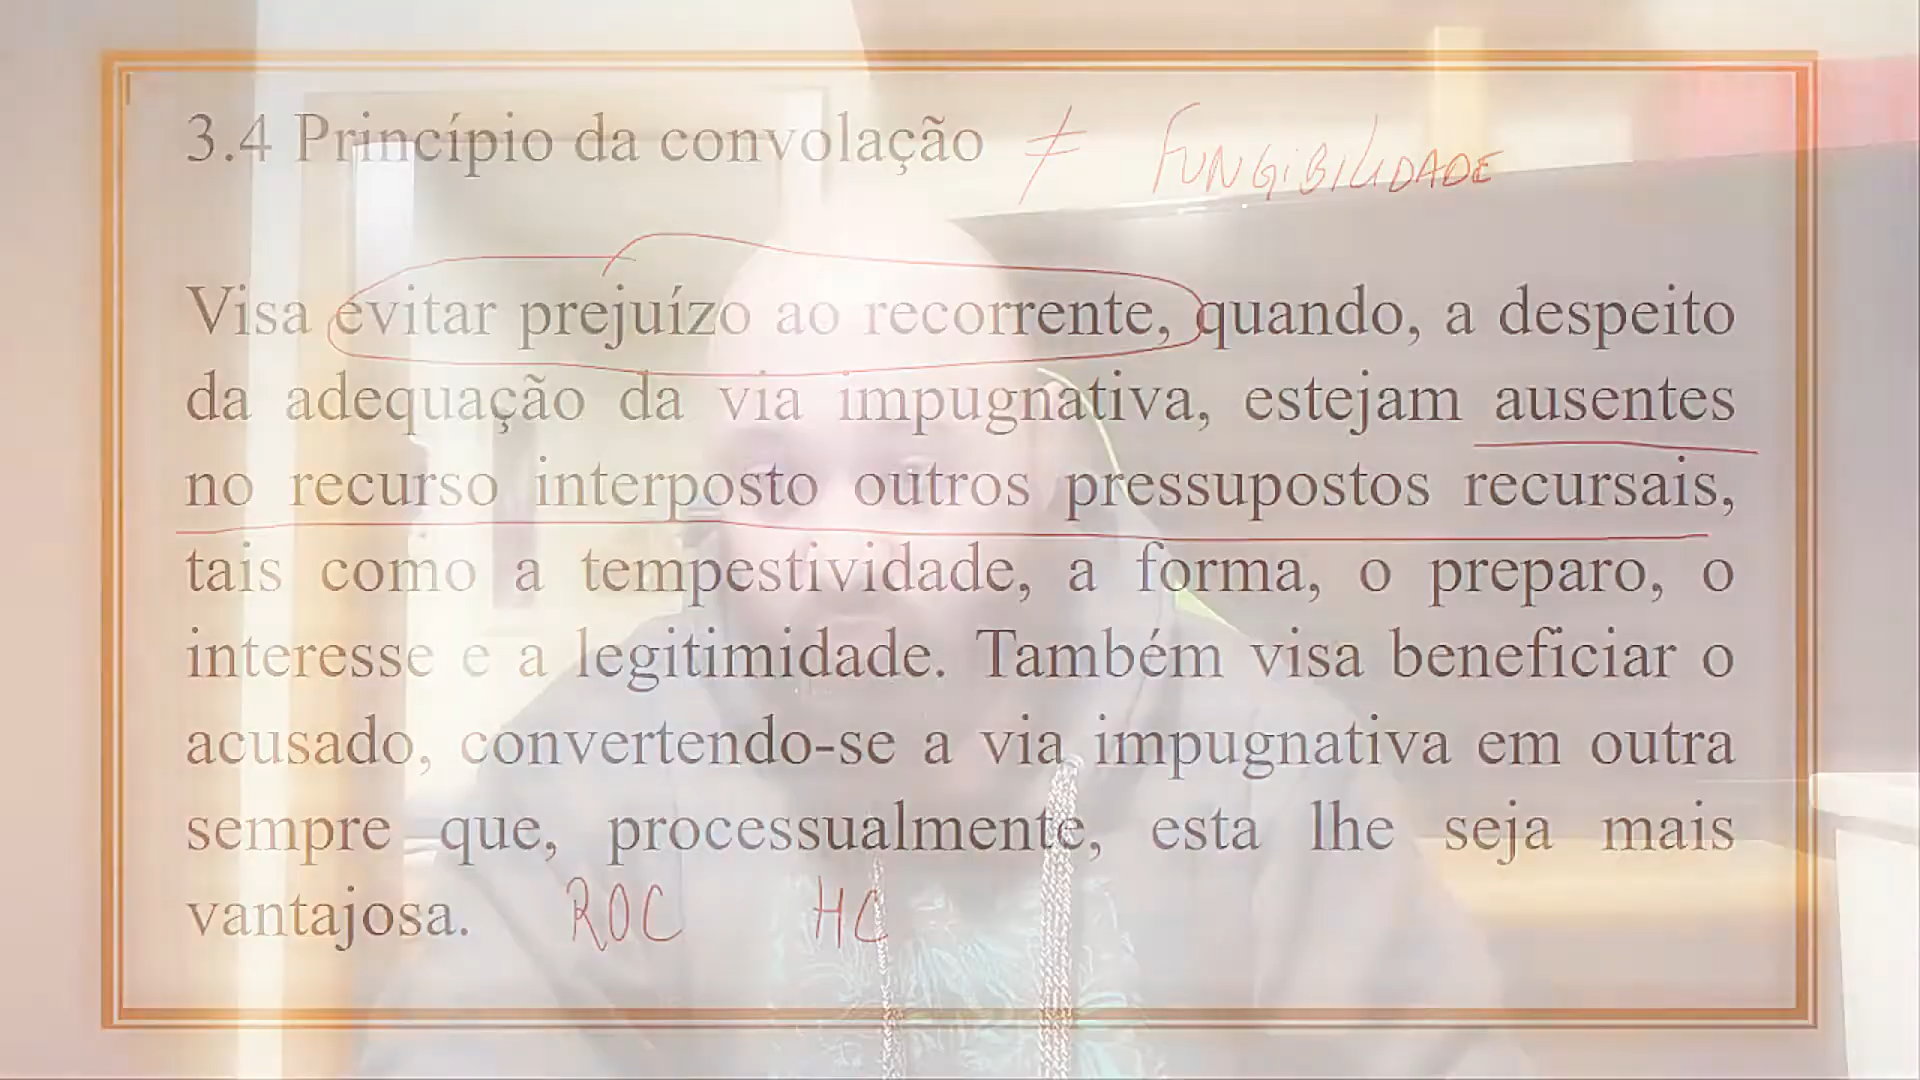 3.4 Princípio da convolação ≠ FUNGIBILIDADE
Visa evitar prejuízo ao recorrente, quando, a despeito
da adequação da via impugnativa, estejam ausentes
no recurso interposto outros pressupostos recursais,
tais como a tempestividade, a forma, o preparo, o
interesse e a legitimidade. Também visa beneficiar o
acusado, convertendo-se a via impugnativa em outra
sempre que, processualmente, esta lhe seja mais
vantajosa. ROC HC